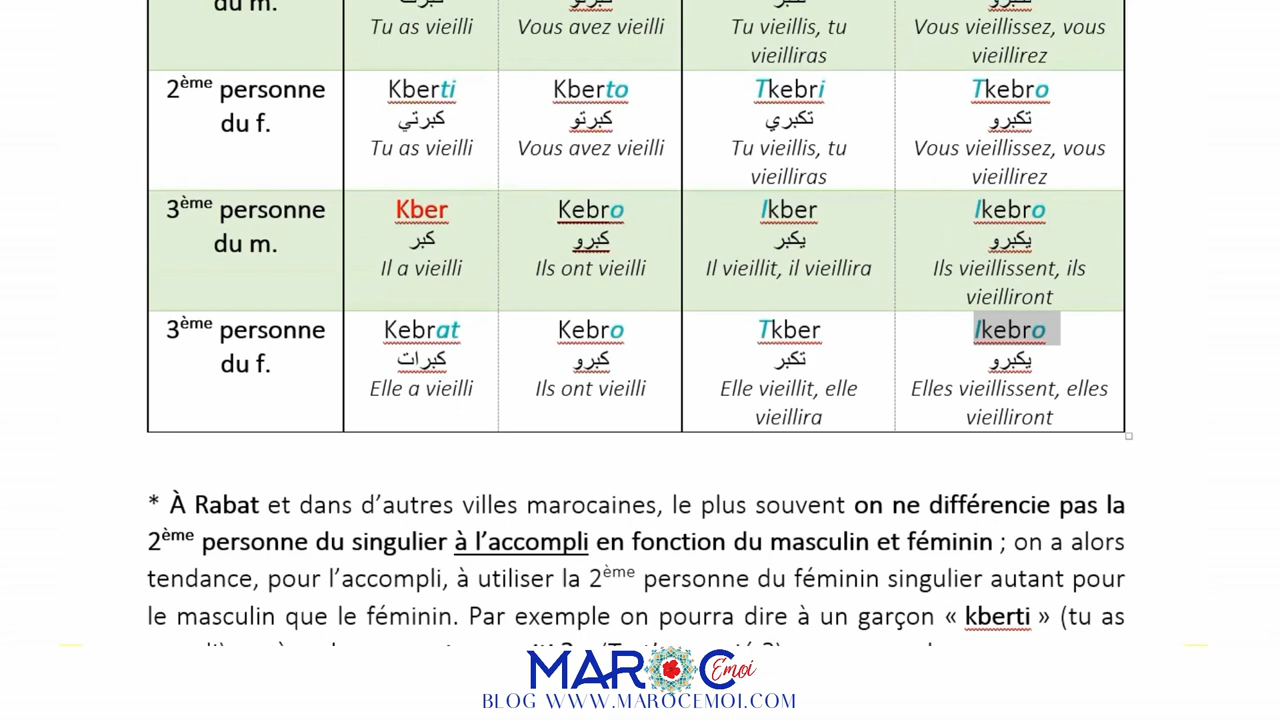 du m.
Tu as vieilli
Vous avez vieilli
Tu vieillis, tu
vieilliras
Vous vieillissez, vous
vieillirez
2ème personne
du f.
Kberti
كبرتي
Tu as vieilli
Kberto
كبرتو
Vous avez vieilli
Tkebri
تكبري
Tu vieillis, tu
vieilliras
Tkebro
تكبرو
Vous vieillissez, vous
vieillirez
3ème personne
du m.
Kber
كبر
Il a vieilli
Kebro
كبرو
Ils ont vieilli
Ikber
يكبر
Il vieillit, il vieillira
Ikebro
يكبرو
Ils vieillissent, ils
vieilliront
3ème personne
du f.
Kebrat
كبرات
Elle a vieilli
Kebro
كبرو
Ils ont vieilli
Tkber
تكبر
Elle vieillit, elle
vieillira
Ikebro
يكبرو
Elles vieillissent, elles
vieilliront
* À Rabat et dans d’autres villes marocaines, le plus souvent on ne différencie pas la
2ème personne du singulier à l’accompli en fonction du masculin et féminin ; on a alors
tendance, pour l’accompli, à utiliser la 2ème personne du féminin singulier autant pour
le masculin que le féminin. Par exemple on pourra dire à un garçon « kberti » (tu as
MAROC Emoi
BLOG WWW.MAROCEMOI.COM